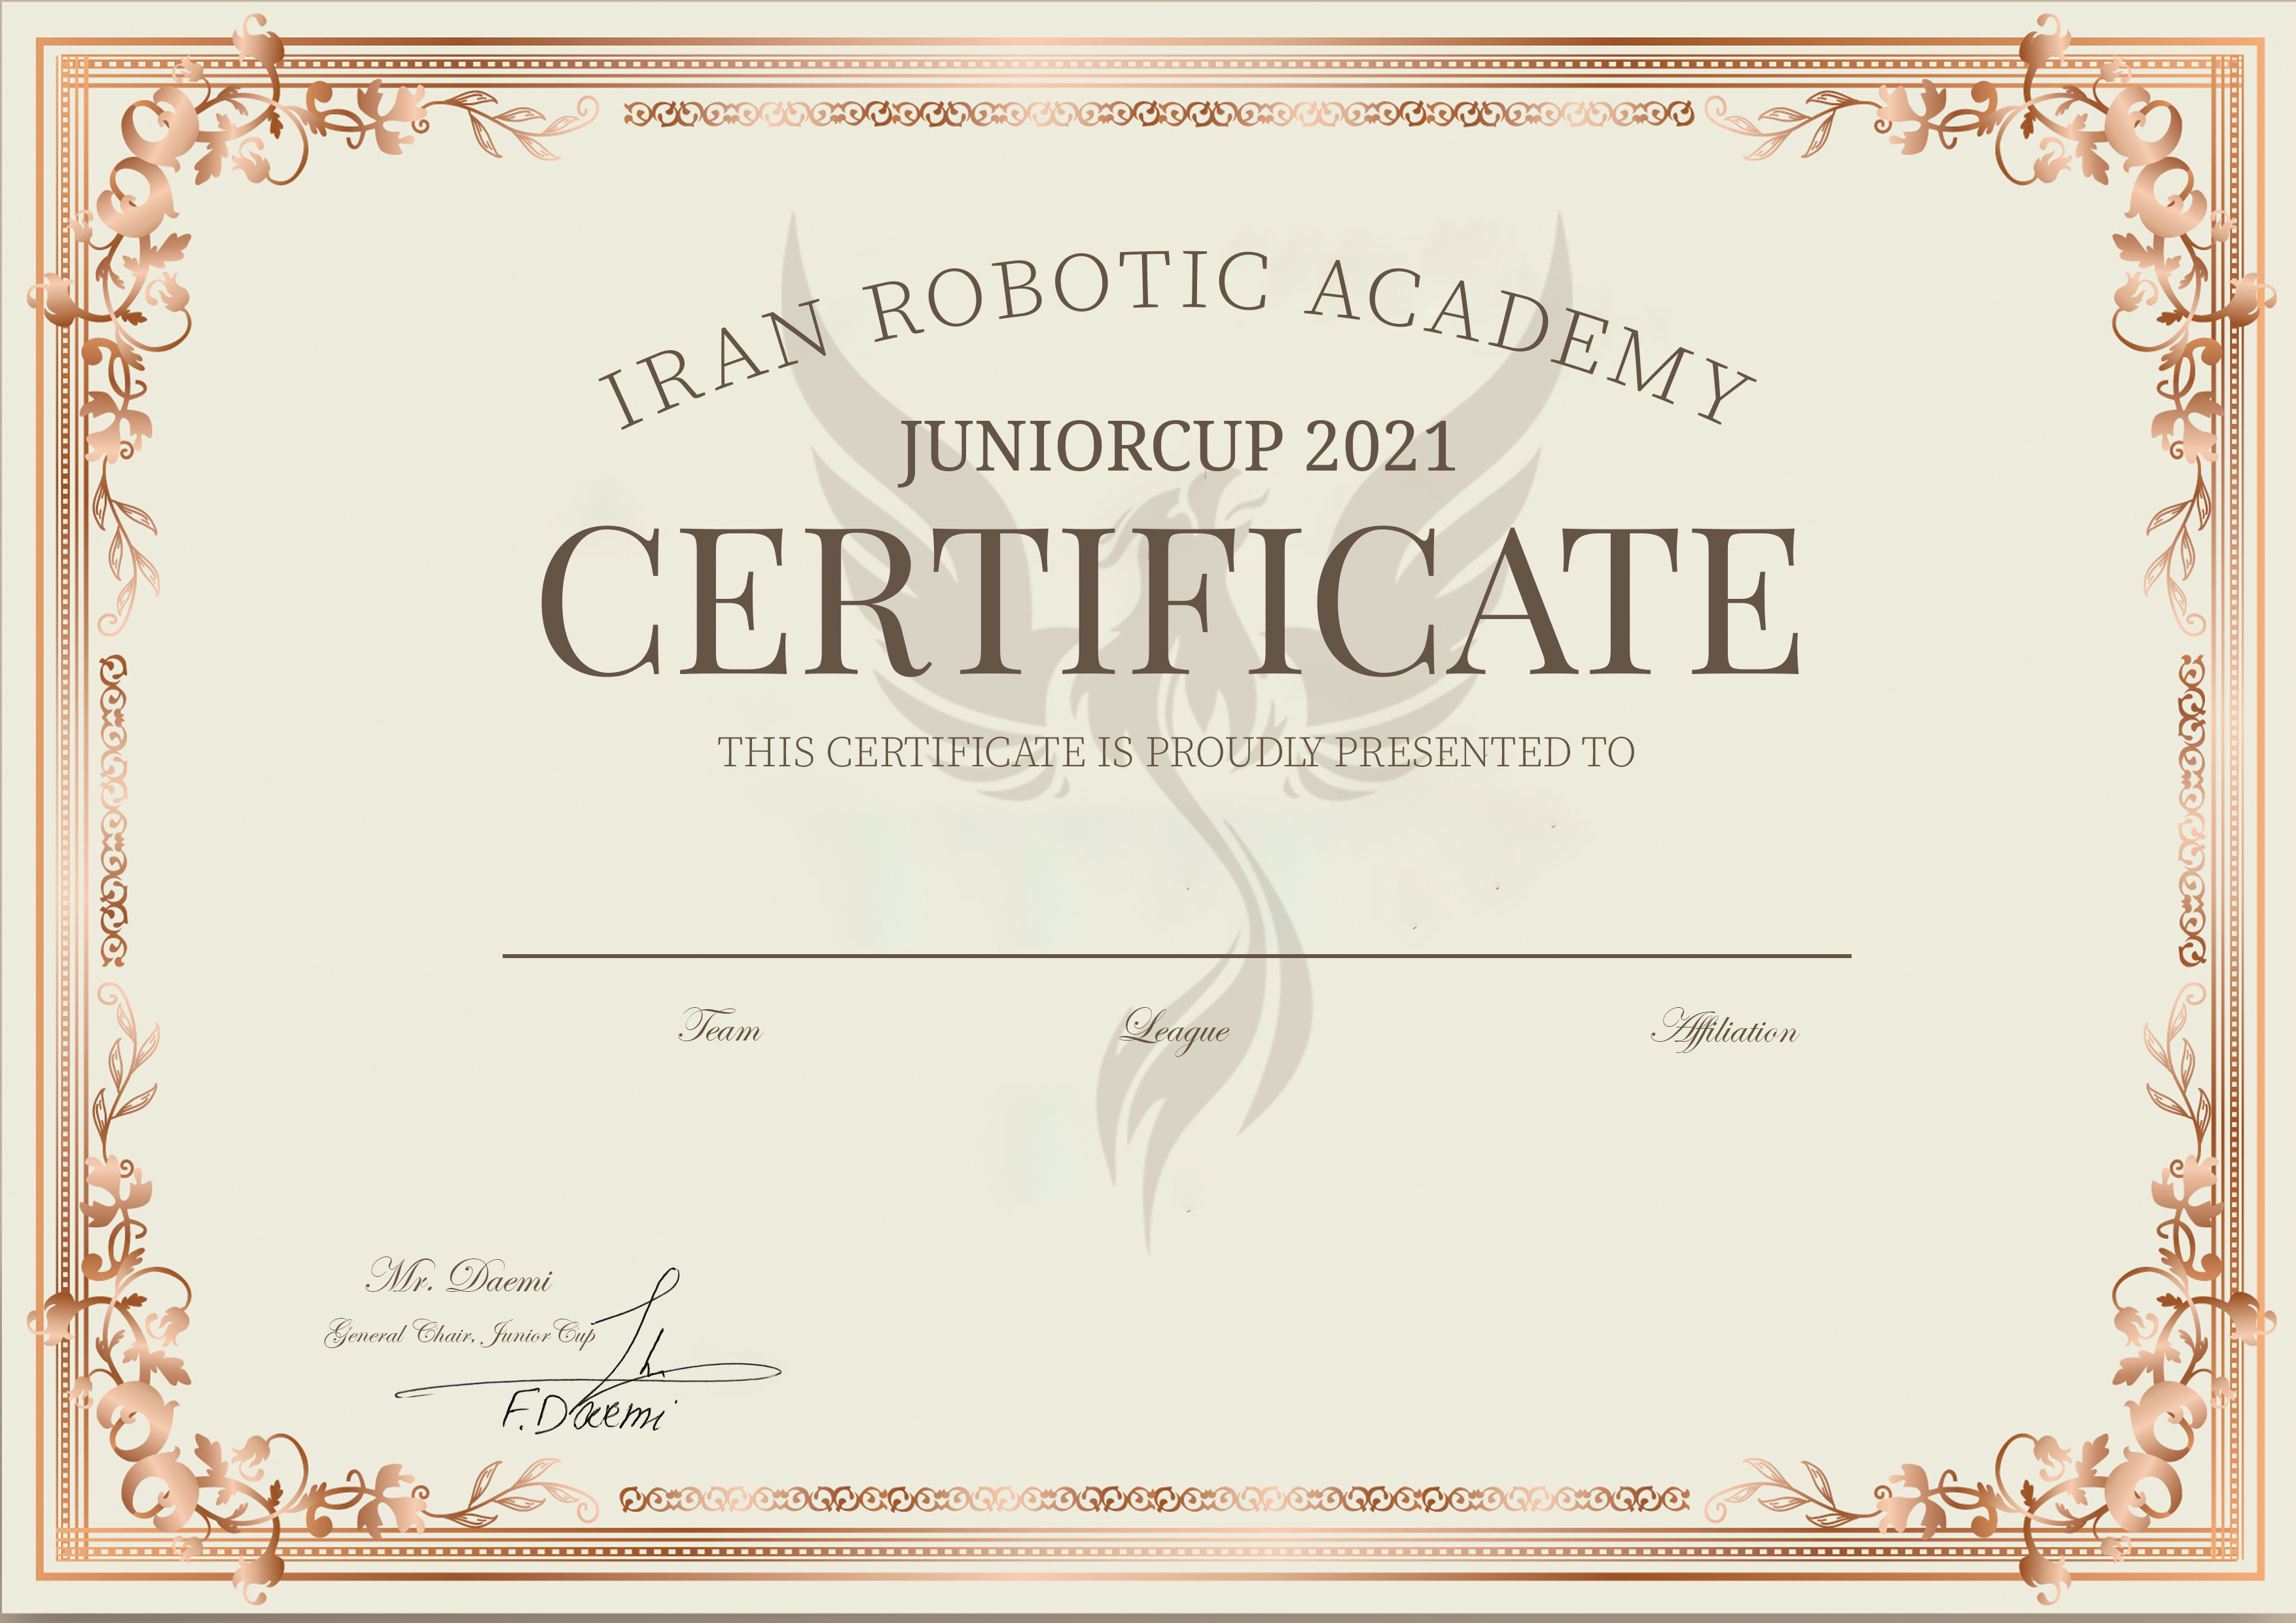 IRAN ROBOTIC ACADEMY
JUNIORCUP 2021
CERTIFICATE
THIS CERTIFICATE IS PROUDLY PRESENTED TO
Team League Affiliation
Mr. Daemi
General Chair, Junior Cup
F. Daemi